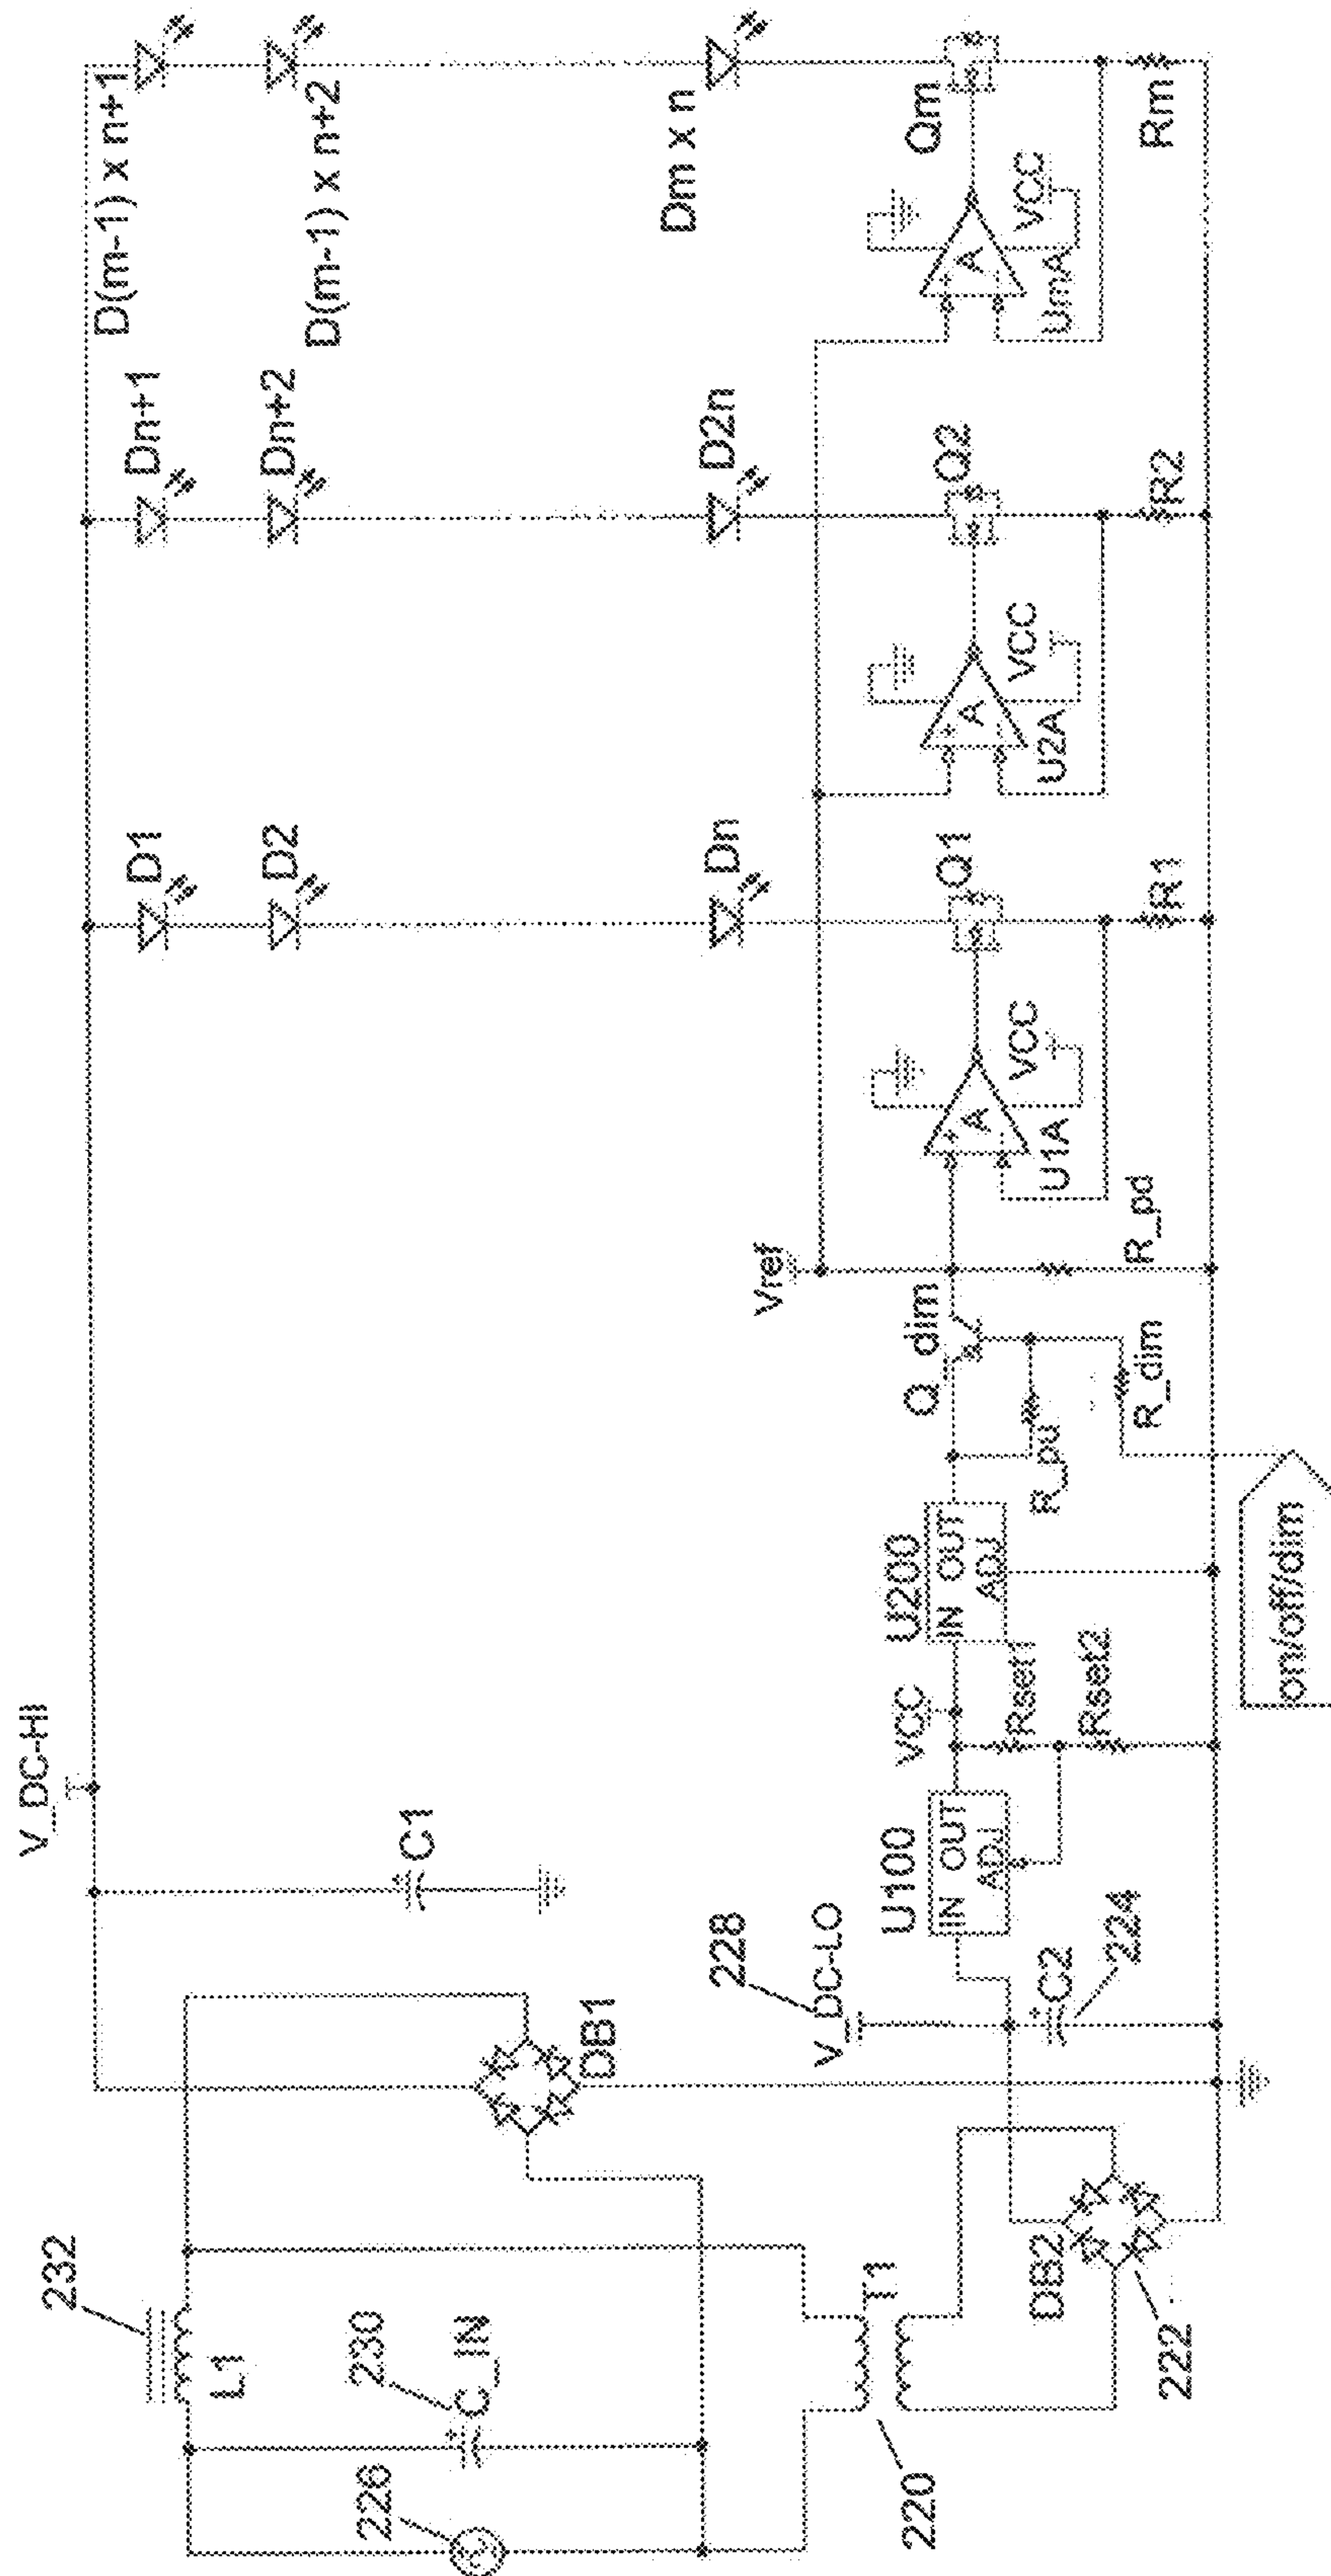 226
230
C_IN
232
L1
220
T1
DB2
222
DB1
V_DC-HI
C1
228
V_DC-LO
C2
224
U100
IN OUT
ADJ
VCC
Rset1
Rset2
U200
IN OUT
ADJ
on/off/dim
R_pu
Q_dim
R_dim
Vref
R_pd
D1
D2
Dn
+
A
-
U1A
VCC
Q1
R1
Dn+1
Dn+2
D2n
+
A
-
U2A
VCC
Q2
R2
D(m-1) x n+1
D(m-1) x n+2
Dm x n
+
A
-
UmA
VCC
Qm
Rm